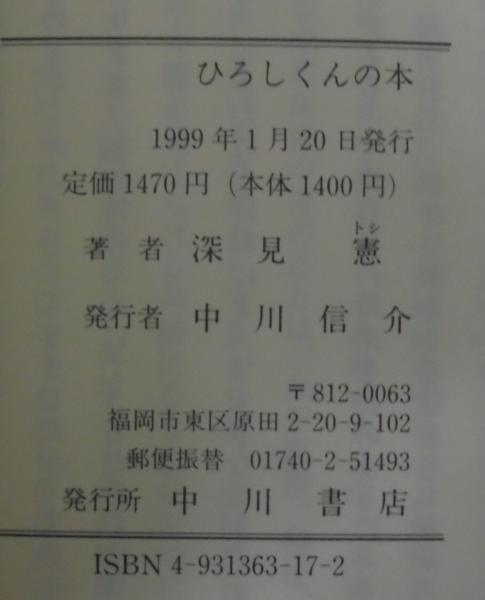 ひろしくんの本
1999年1月20日発行
定価1470円（本体1400円）
トシ
著者 深見 憲
発行者 中川信介
〒812-0063
福岡市東区原田2-20-9-102
郵便振替 01740-2-51493
発行所 中川書店
ISBN 4-931363-17-2